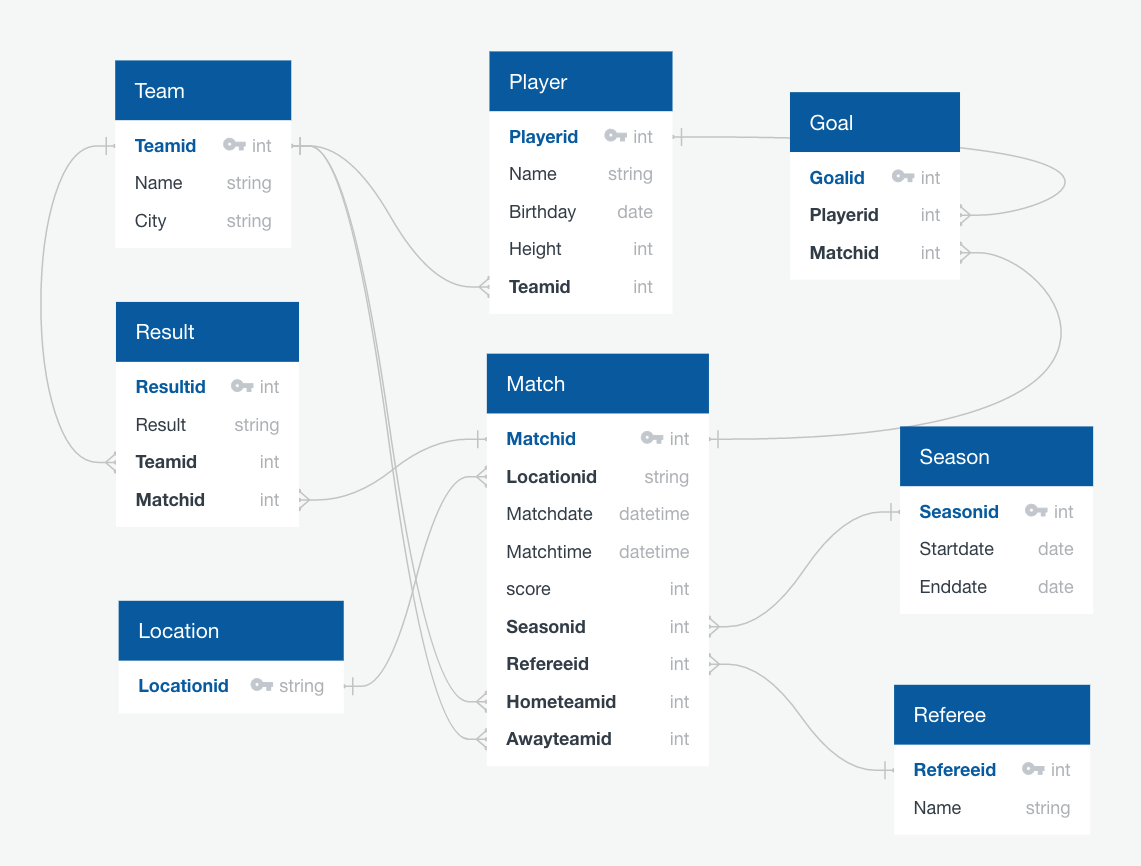 Team
Teamid int
Name string
City string
Player
Playerid int
Name string
Birthday date
Height int
Teamid int
Goal
Goalid int
Playerid int
Matchid int
Result
Resultid int
Result string
Teamid int
Matchid int
Match
Matchid int
Locationid string
Matchdate datetime
Matchtime datetime
score int
Seasonid int
Refereeid int
Hometeamid int
Awayteamid int
Season
Seasonid int
Startdate date
Enddate date
Location
Locationid string
Referee
Refereeid int
Name string